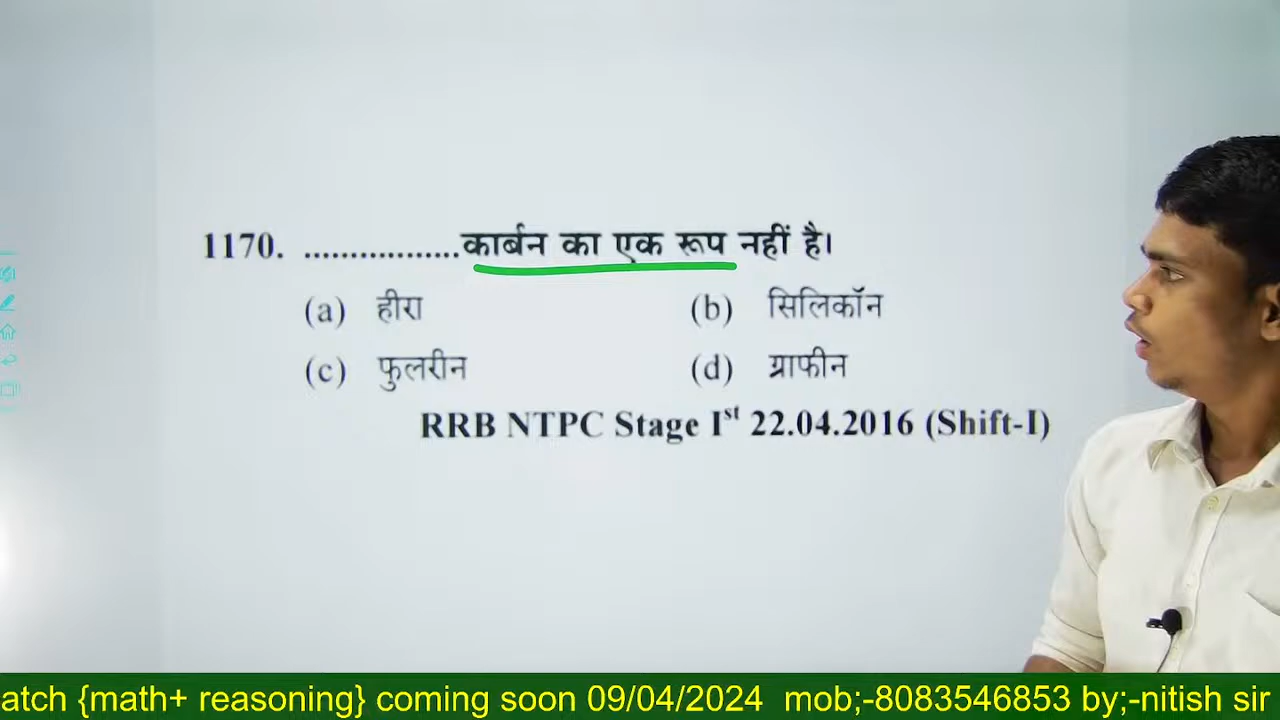 1170. .................कार्बन का एक रूप नहीं है।
(a) हीरा (b) सिलिकॉन
(c) फुलरीन (d) ग्राफीन
RRB NTPC Stage Ist 22.04.2016 (Shift-I)
atch {math+ reasoning} coming soon 09/04/2024 mob;-8083546853 by;-nitish sir